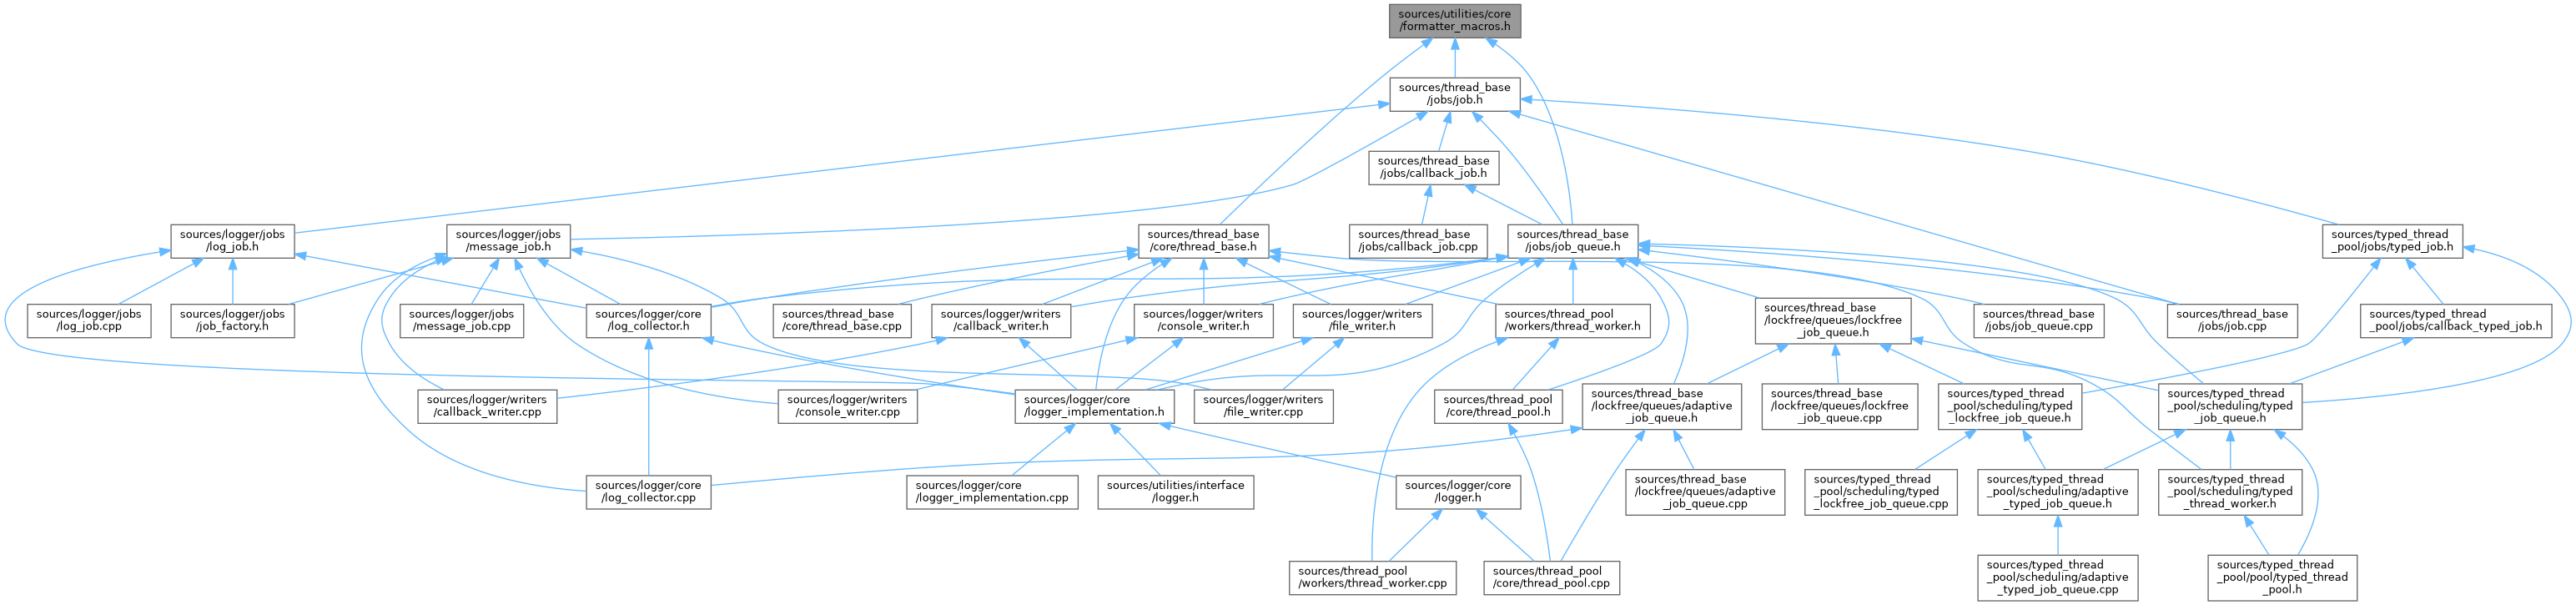 sources/utilities/core
/formatter_macros.h
sources/thread_base
/jobs/job.h
sources/thread_base
/jobs/callback_job.h
sources/logger/jobs
/log_job.h
sources/logger/jobs
/message_job.h
sources/thread_base
/core/thread_base.h
sources/thread_base
/jobs/callback_job.cpp
sources/thread_base
/jobs/job_queue.h
sources/typed_thread
_pool/jobs/typed_job.h
sources/logger/jobs
/log_job.cpp
sources/logger/jobs
/job_factory.h
sources/logger/jobs
/message_job.cpp
sources/logger/core
/log_collector.h
sources/thread_base
/core/thread_base.cpp
sources/logger/writers
/callback_writer.h
sources/logger/writers
/console_writer.h
sources/logger/writers
/file_writer.h
sources/thread_pool
/workers/thread_worker.h
sources/thread_base
/lockfree/queues/lockfree
_job_queue.h
sources/thread_base
/jobs/job_queue.cpp
sources/thread_base
/jobs/job.cpp
sources/typed_thread
_pool/jobs/callback_typed_job.h
sources/logger/writers
/callback_writer.cpp
sources/logger/writers
/console_writer.cpp
sources/logger/core
/logger_implementation.h
sources/logger/writers
/file_writer.cpp
sources/thread_pool
/core/thread_pool.h
sources/thread_base
/lockfree/queues/adaptive
_job_queue.h
sources/thread_base
/lockfree/queues/lockfree
_job_queue.cpp
sources/typed_thread
_pool/scheduling/typed
_lockfree_job_queue.h
sources/typed_thread
_pool/scheduling/typed
_job_queue.h
sources/logger/core
/log_collector.cpp
sources/logger/core
/logger_implementation.cpp
sources/utilities/interface
/logger.h
sources/logger/core
/logger.h
sources/thread_base
/lockfree/queues/adaptive
_job_queue.cpp
sources/typed_thread
_pool/scheduling/typed
_lockfree_job_queue.cpp
sources/typed_thread
_pool/scheduling/adaptive
_typed_job_queue.h
sources/typed_thread
_pool/scheduling/typed
_thread_worker.h
sources/thread_pool
/workers/thread_worker.cpp
sources/thread_pool
/core/thread_pool.cpp
sources/typed_thread
_pool/scheduling/adaptive
_typed_job_queue.cpp
sources/typed_thread
_pool/pool/typed_thread
_pool.h